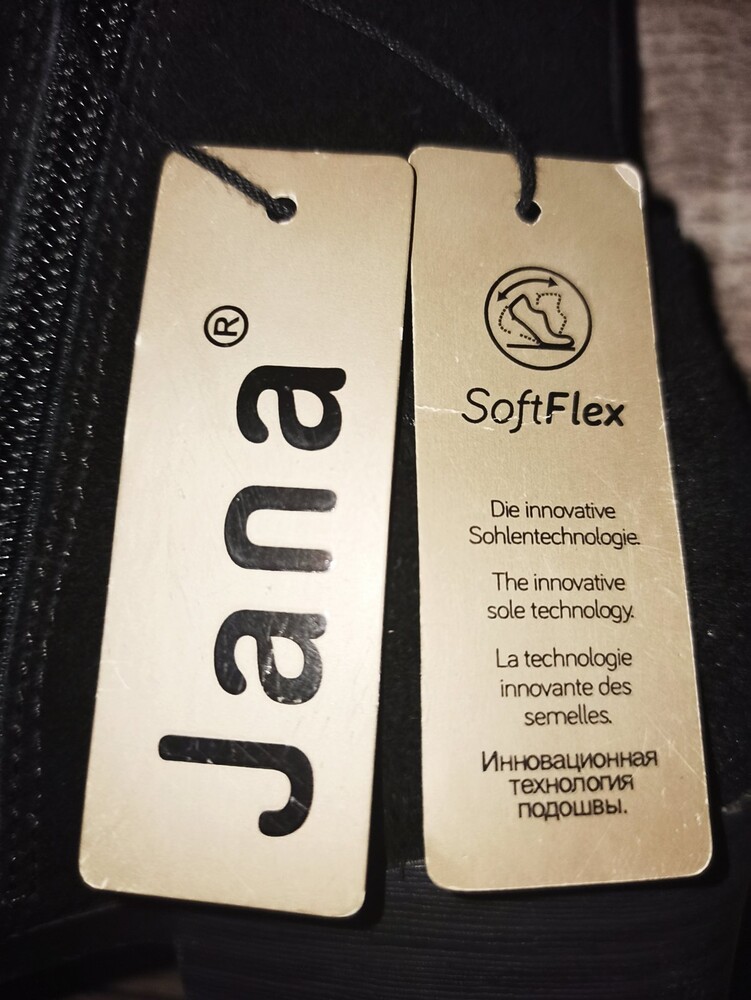 Jana®
SoftFlex
Die innovative
Sohlentechnologie.
The innovative
sole technology.
La technologie
innovante des
semelles.
Инновационная
технология
подошвы.